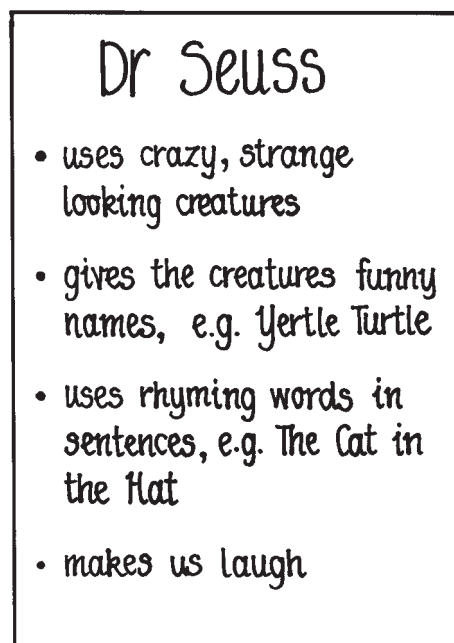 Dr Seuss
• uses crazy, strange
looking creatures
• gives the creatures funny
names, e.g. Yertle Turtle
• uses rhyming words in
sentences, e.g. The Cat in
the Hat
• makes us laugh